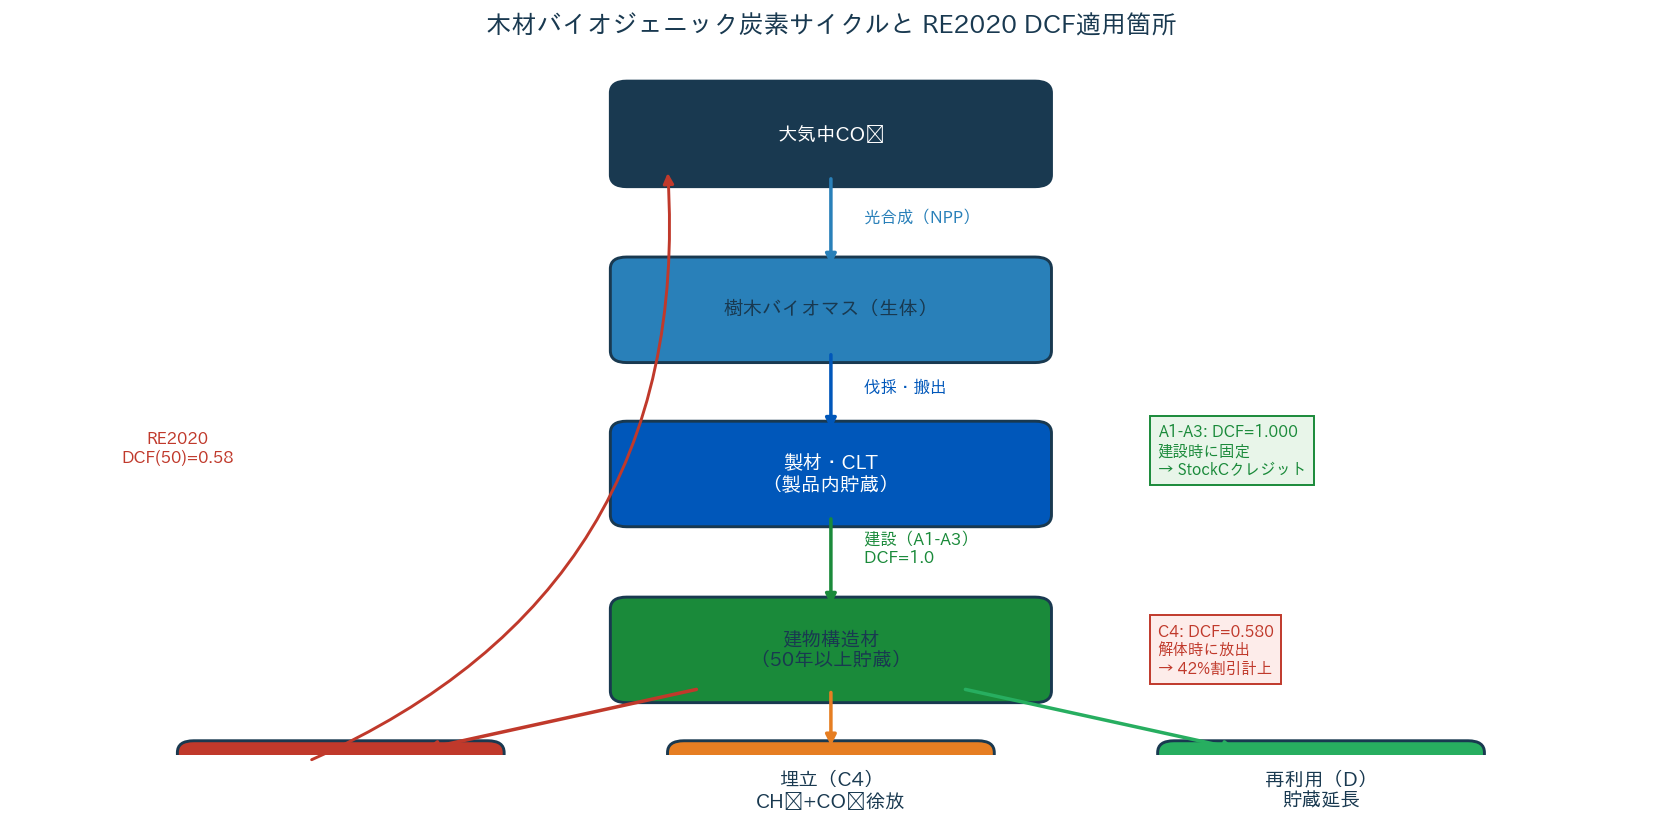 木材バイオジェニック炭素サイクルと RE2020 DCF適用箇所
大気中CO
光合成（NPP）
樹木バイオマス（生体）
伐採・搬出
RE2020
DCF(50)=0.58
製材・CLT
（製品内貯蔵）
A1-A3: DCF=1.000
建設時に固定
→ StockCクレジット
建設（A1-A3）
DCF=1.0
建物構造材
（50年以上貯蔵）
C4: DCF=0.580
解体時に放出
→ 42%割引計上
埋立（C4）
CH+CO徐放
再利用（D）
貯蔵延長